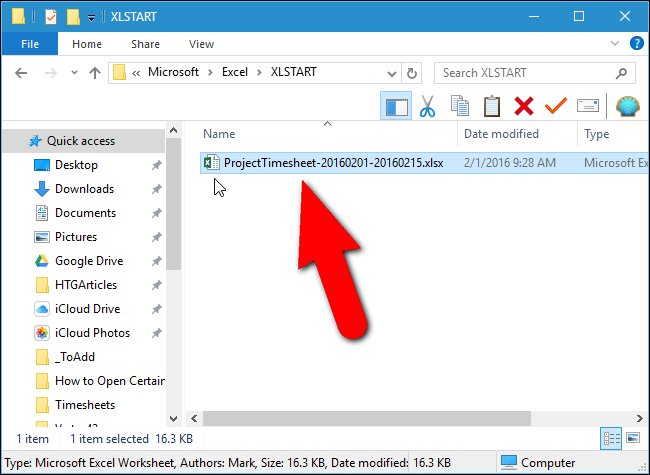 XLSTART
File Home Share View
« Microsoft › Excel › XLSTART Search XLSTART
Quick access
Desktop
Downloads
Documents
Pictures
Google Drive
HTGArticles
iCloud Drive
iCloud Photos
_ToAdd
How to Open Certain
Timesheets
Name Date modified Type
ProjectTimesheet-20160201-20160215.xlsx 2/1/2016 9:28 AM Microsoft Ex
1 item 1 item selected 16.3 KB
Type: Microsoft Excel Worksheet, Authors: Mark, Size: 16.3 KB, Date modified: 16.3 KB Computer